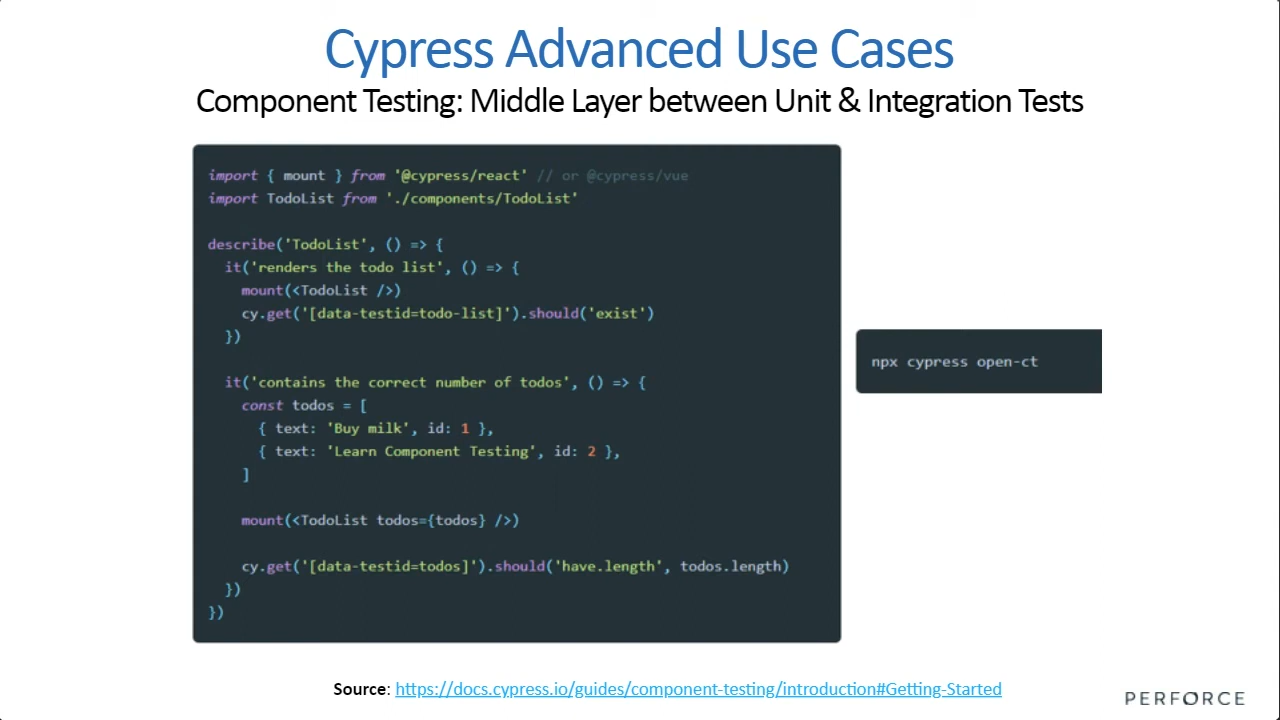 Cypress Advanced Use Cases
Component Testing: Middle Layer between Unit & Integration Tests
import { mount } from '@cypress/react' // or @cypress/vue
import TodoList from './components/TodoList'
describe('TodoList', () => {
it('renders the todo list', () => {
mount(<TodoList />)
cy.get('[data-testid=todo-list]').should('exist')
})
it('contains the correct number of todos', () => {
const todos = [
{ text: 'Buy milk', id: 1 },
{ text: 'Learn Component Testing', id: 2 },
]
mount(<TodoList todos={todos} />)
cy.get('[data-testid=todos]').should('have.length', todos.length)
})
})
npx cypress open-ct
Source: https://docs.cypress.io/guides/component-testing/introduction#Getting-Started
PERFORCE